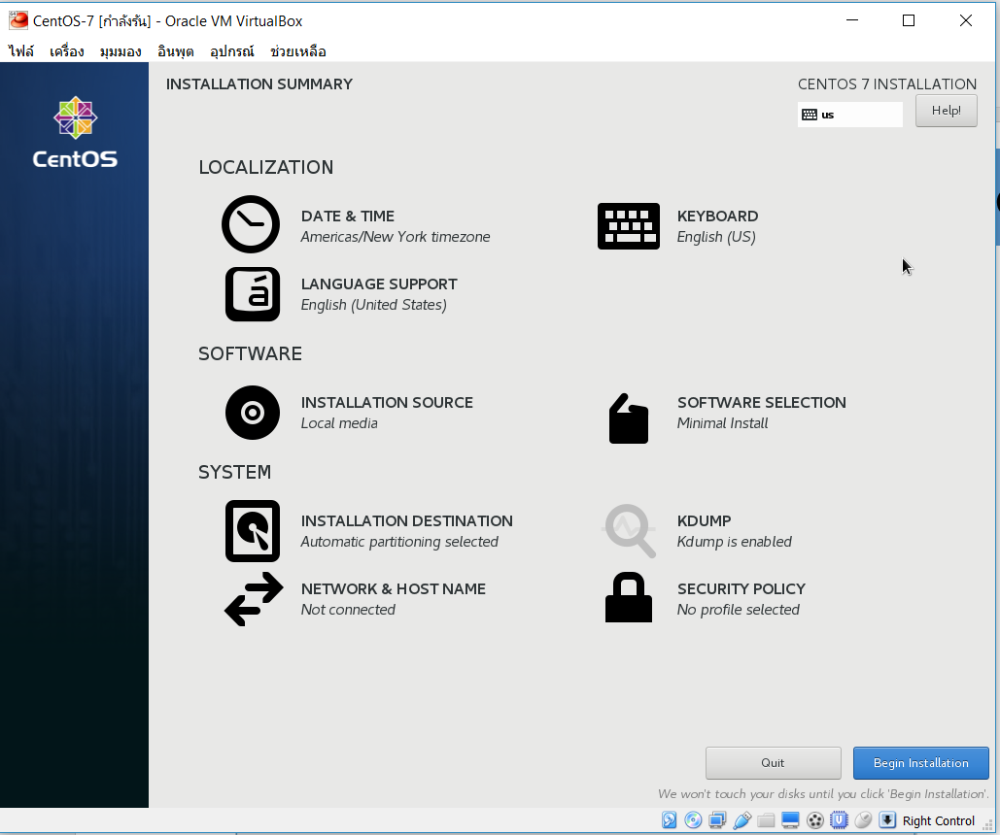 CentOS-7 [กำลังรัน] - Oracle VM VirtualBox
ไฟล์ เครื่อง มุมมอง อินพุต อุปกรณ์ ช่วยเหลือ
INSTALLATION SUMMARY
CENTOS 7 INSTALLATION
us
Help!
CentOS
LOCALIZATION
DATE & TIME
Americas/New York timezone
KEYBOARD
English (US)
LANGUAGE SUPPORT
English (United States)
SOFTWARE
INSTALLATION SOURCE
Local media
SOFTWARE SELECTION
Minimal Install
SYSTEM
INSTALLATION DESTINATION
Automatic partitioning selected
KDUMP
Kdump is enabled
NETWORK & HOST NAME
Not connected
SECURITY POLICY
No profile selected
Quit
Begin Installation
We won't touch your disks until you click 'Begin Installation'.
Right Control